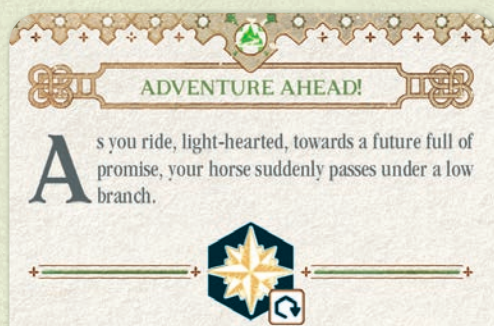 ADVENTURE AHEAD!
As you ride, light-hearted, towards a future full of
promise, your horse suddenly passes under a low
branch.